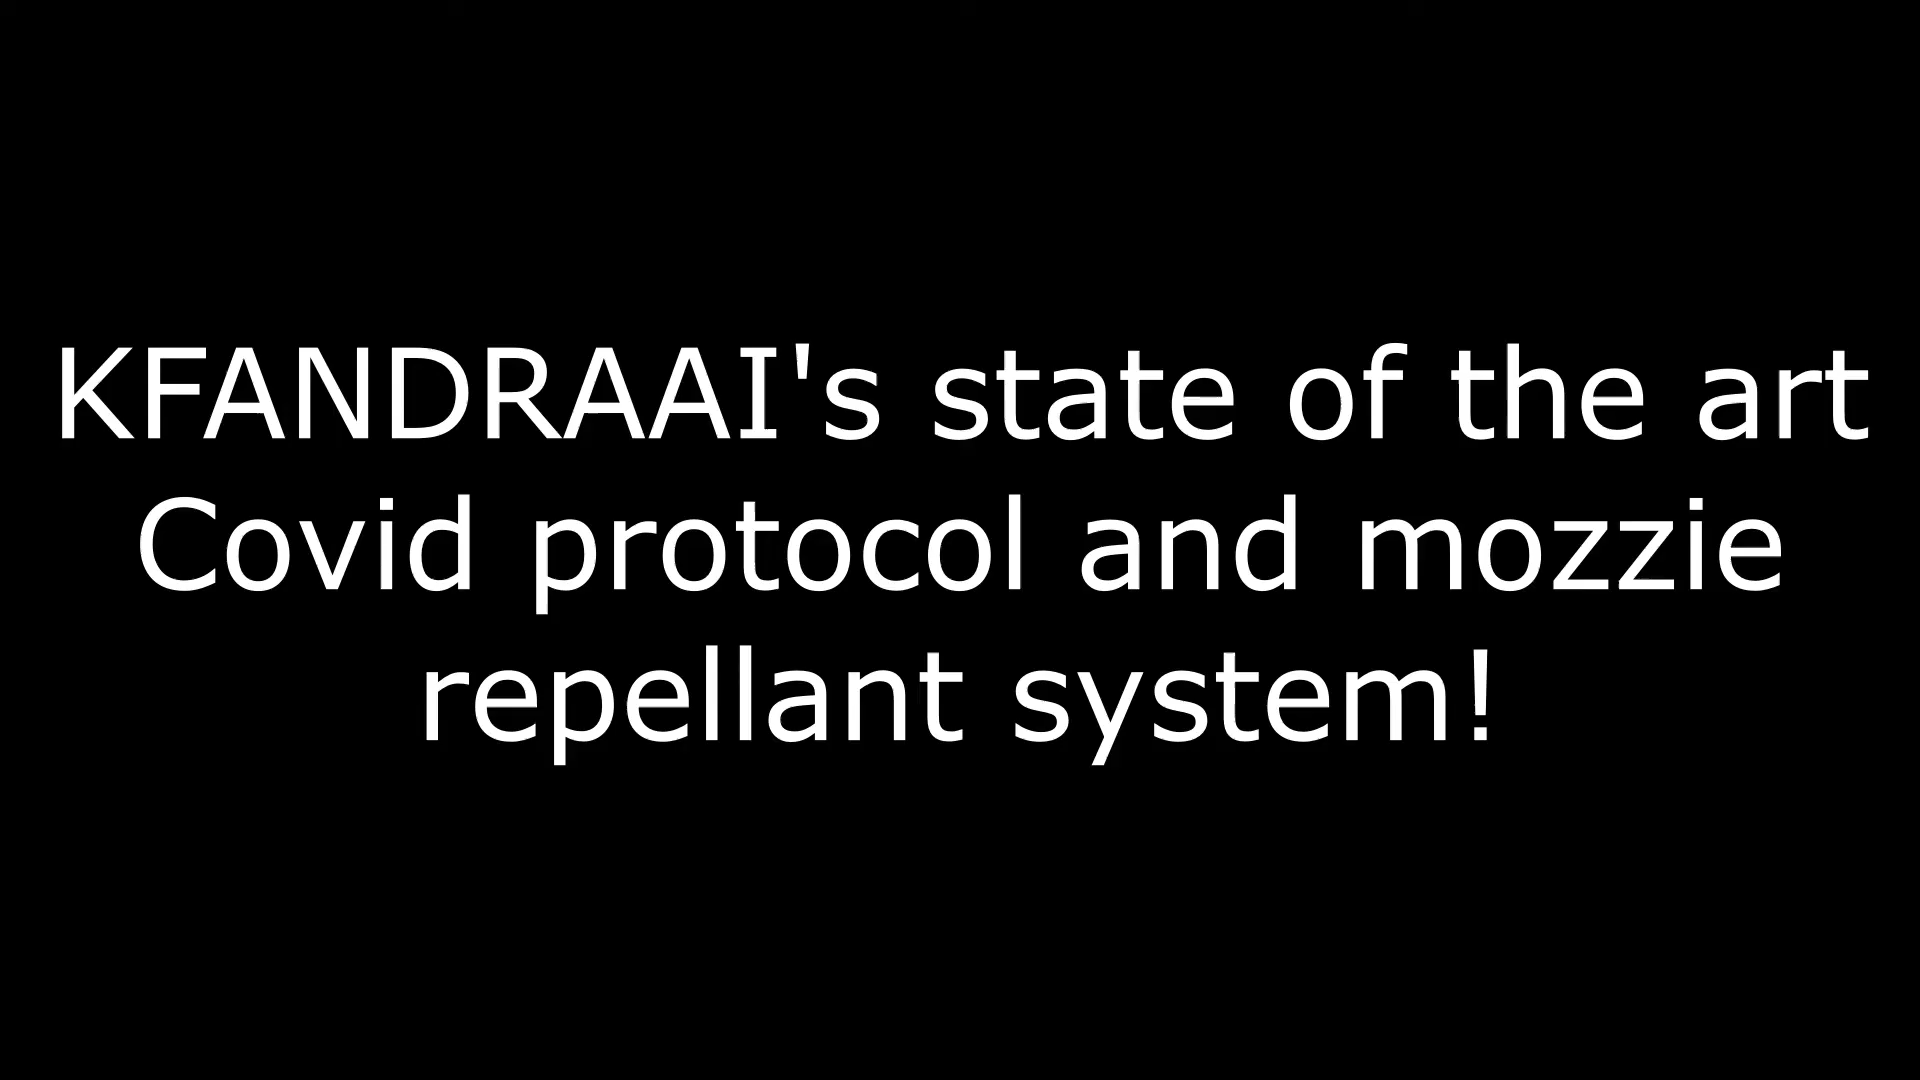 KFANDRAAI's state of the art
Covid protocol and mozzie
repellant system!